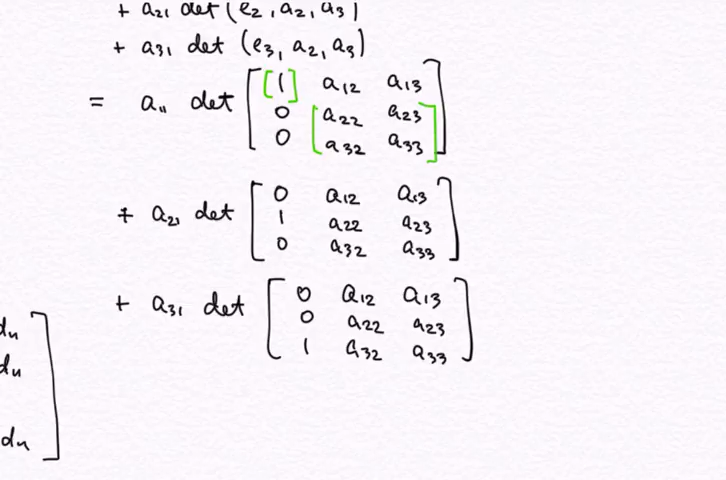 + a21 det (e2, a2, a3)
+ a31 det (e3, a2, a3)
= a11 det [ [1] a12 a13
0 [a22 a23
0 a32 a33] ]
+ a21 det [ 0 a12 a13
1 a22 a23
0 a32 a33 ]
+ a31 det [ 0 a12 a13
0 a22 a23
1 a32 a33 ]